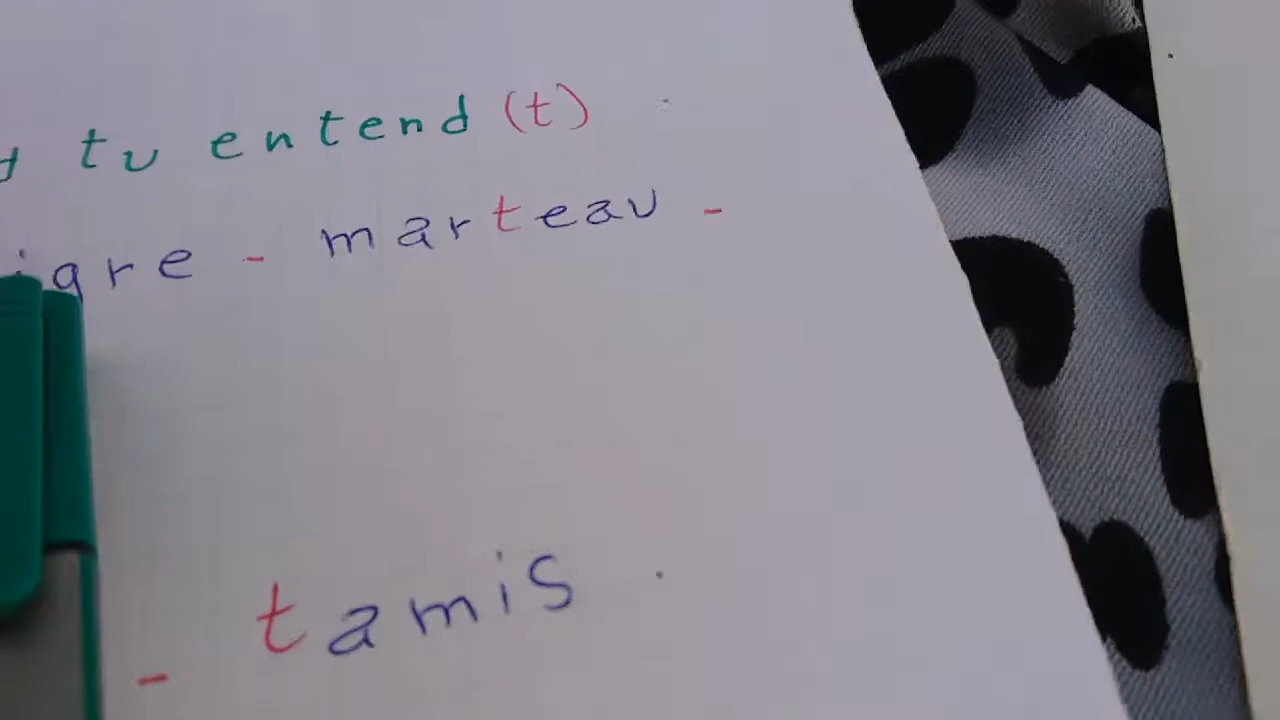 tu entend (t)
igre - marteau -
- tamis